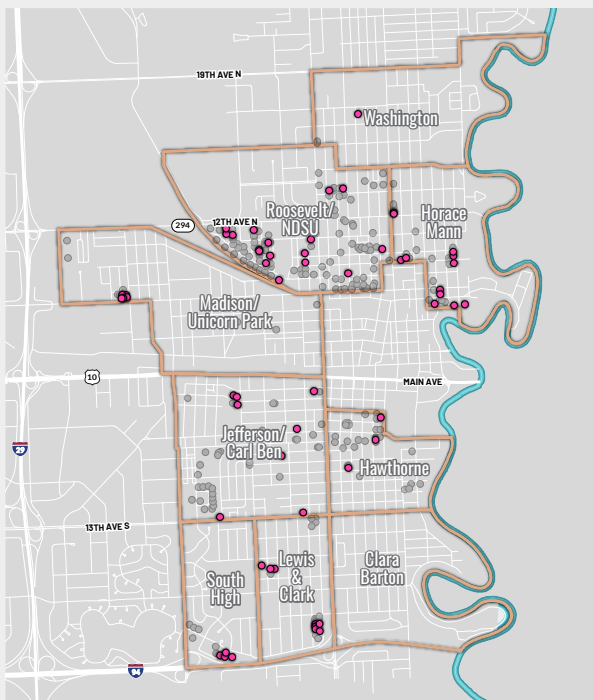 19TH AVE N
Washington
Roosevelt/
NDSU
12TH AVE N
294
Horace
Mann
Madison/
Unicorn Park
10
MAIN AVE
Jefferson/
Carl Ben
Hawthorne
29
13TH AVE S
South
High
Lewis
&
Clark
Clara
Barton
94